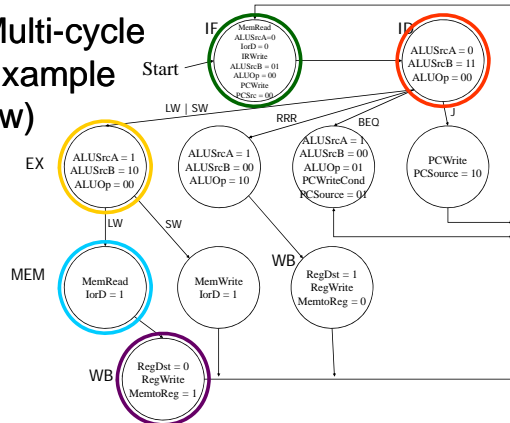 Multi-cycle
Example
(lw)
Start
IF
MemRead
ALUSrcA=0
IorD = 0
IRWrite
ALUSrcB = 01
ALUOp = 00
PCWrite
PCSrc = 00
ID
ALUSrcA = 0
ALUSrcB = 11
ALUOp = 00
LW | SW
RRR
BEQ
J
EX
ALUSrcA = 1
ALUSrcB = 10
ALUOp = 00
ALUSrcA = 1
ALUSrcB = 00
ALUOp = 10
ALUSrcA = 1
ALUSrcB = 00
ALUOp = 01
PCWriteCond
PCSource = 01
PCWrite
PCSource = 10
LW
SW
MEM
MemRead
IorD = 1
MemWrite
IorD = 1
WB
RegDst = 1
RegWrite
MemtoReg = 0
WB
RegDst = 0
RegWrite
MemtoReg = 1